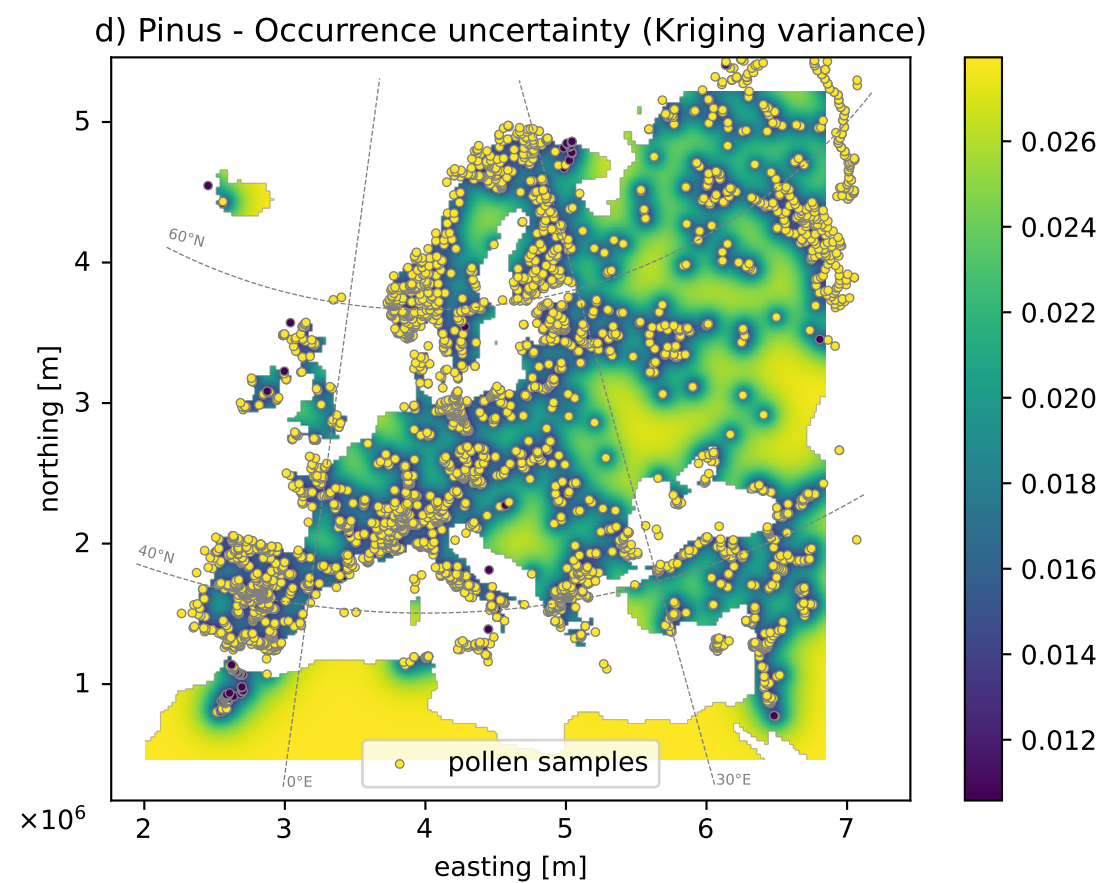 d) Pinus - Occurrence uncertainty (Kriging variance)
5
4
3
2
1
northing [m]
60°N
40°N
0°E
30°E
pollen samples
×10⁶
2 3 4 5 6 7
easting [m]
0.026
0.024
0.022
0.020
0.018
0.016
0.014
0.012